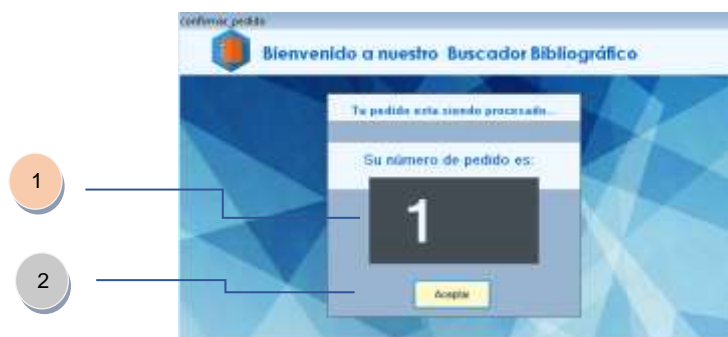 confirmar_pedido
Bienvenido a nuestro Buscador Bibliográfico
Tu pedido esta siendo procesado...
Su número de pedido es:
1
1
2
Aceptar